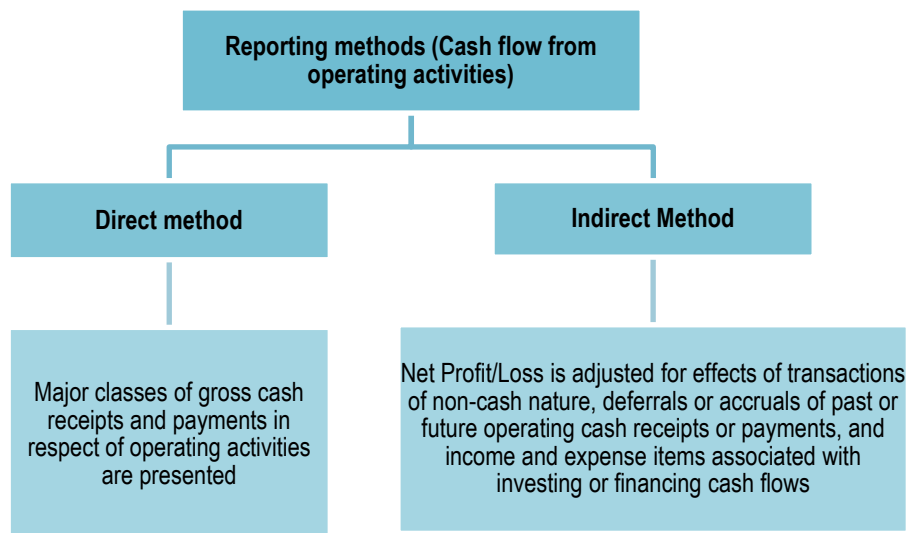 Reporting methods (Cash flow from
operating activities)
Direct method
Indirect Method
Major classes of gross cash
receipts and payments in
respect of operating activities
are presented
Net Profit/Loss is adjusted for effects of transactions
of non-cash nature, deferrals or accruals of past or
future operating cash receipts or payments, and
income and expense items associated with
investing or financing cash flows